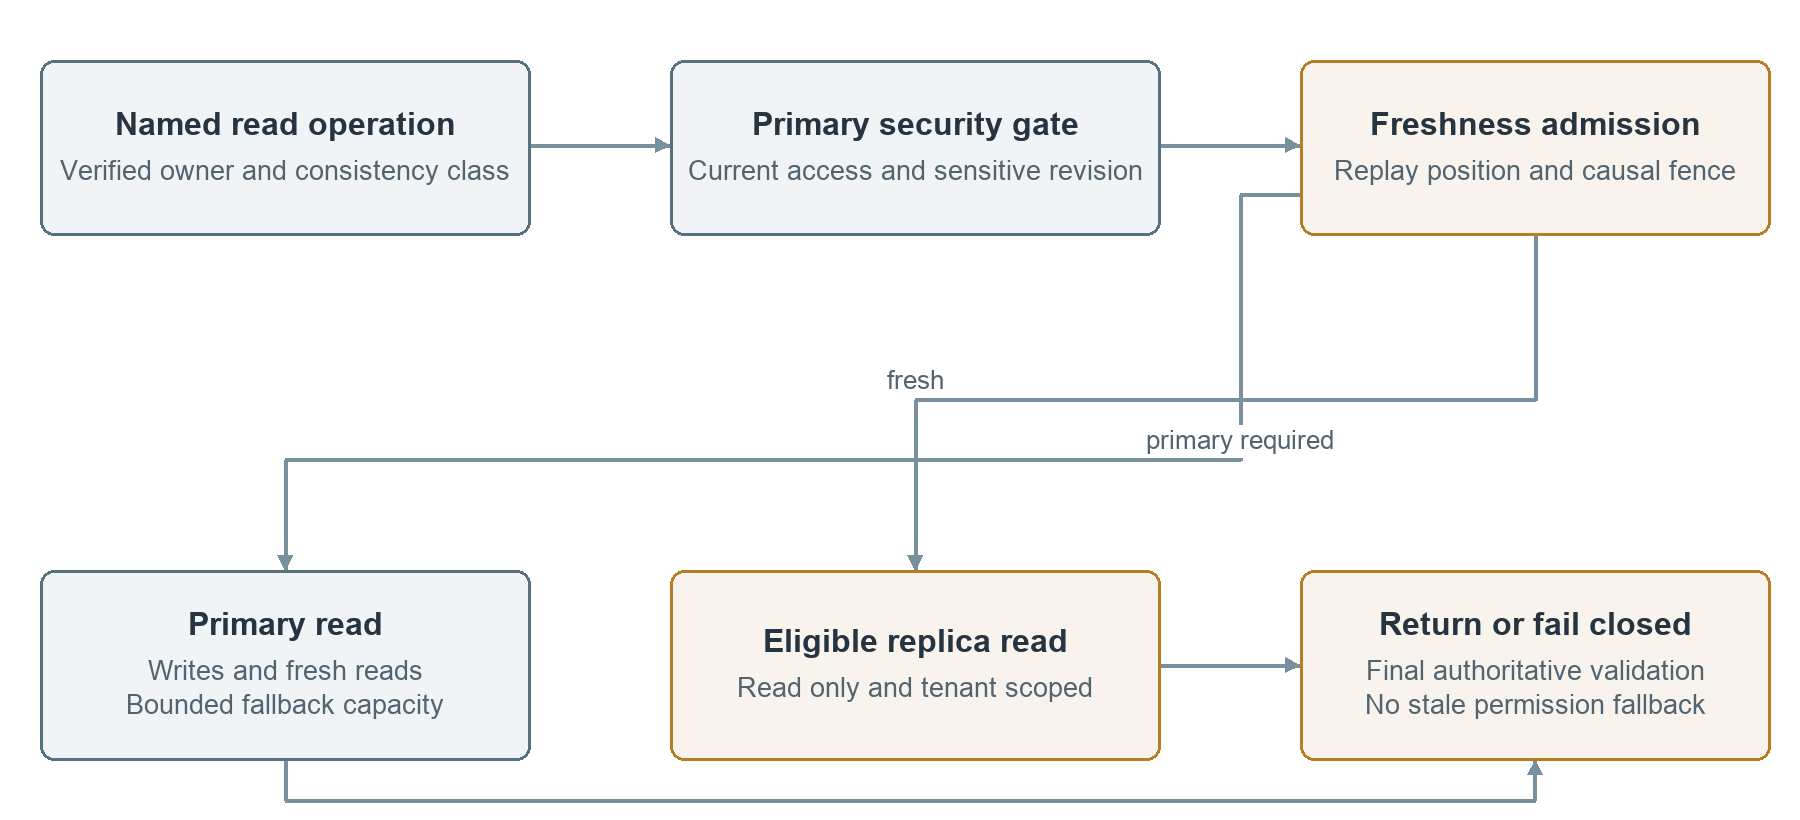 Named read operation
Verified owner and consistency class
Primary security gate
Current access and sensitive revision
Freshness admission
Replay position and causal fence
fresh
primary required
Primary read
Writes and fresh reads
Bounded fallback capacity
Eligible replica read
Read only and tenant scoped
Return or fail closed
Final authoritative validation
No stale permission fallback